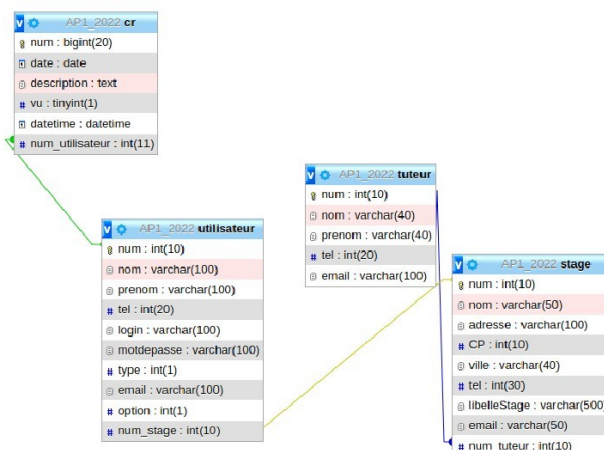 AP1_2022 cr
num : bigint(20)
date : date
description : text
vu : tinyint(1)
datetime : datetime
num_utilisateur : int(11)
AP1_2022 utilisateur
num : int(10)
nom : varchar(100)
prenom : varchar(100)
tel : int(20)
login : varchar(100)
motdepasse : varchar(100)
type : int(1)
email : varchar(100)
option : int(1)
num_stage : int(10)
AP1_2022 tuteur
num : int(10)
nom : varchar(40)
prenom : varchar(40)
tel : int(20)
email : varchar(100)
AP1_2022 stage
num : int(10)
nom : varchar(50)
adresse : varchar(100)
CP : int(10)
ville : varchar(40)
tel : int(30)
libelleStage : varchar(500)
email : varchar(50)
num_tuteur : int(10)